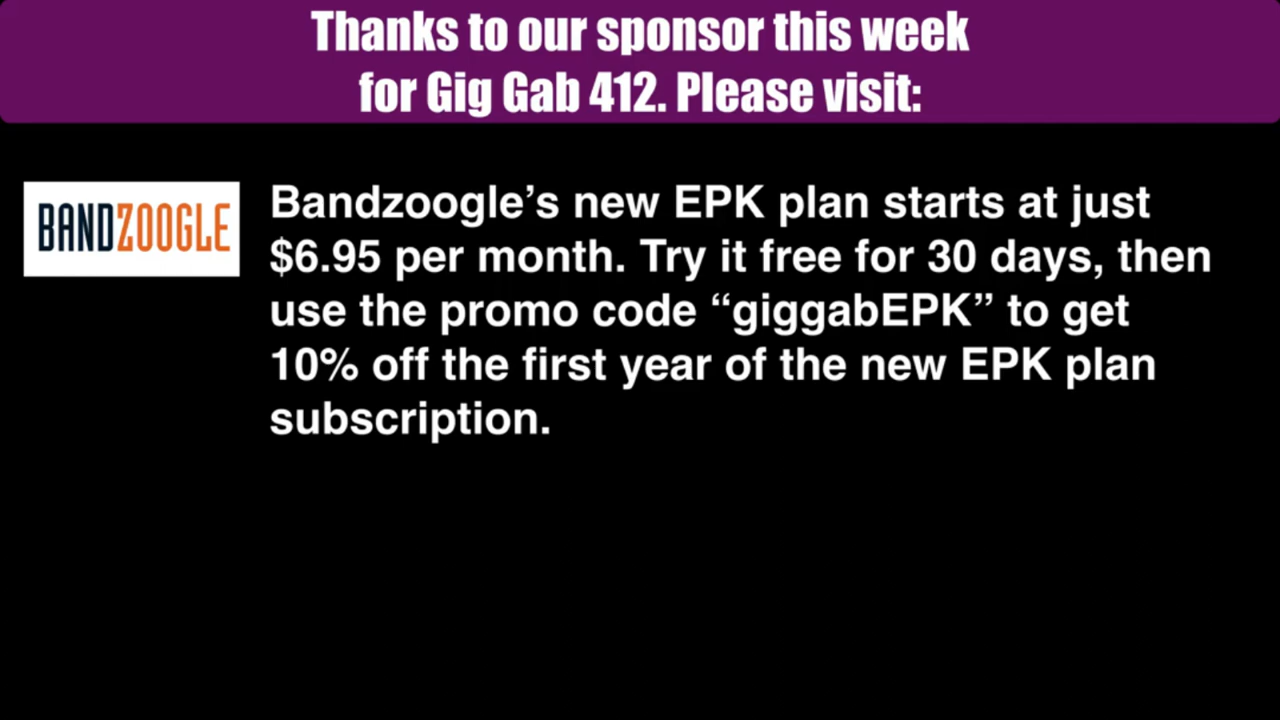 Thanks to our sponsor this week
for Gig Gab 412. Please visit:
BANDZOOGLE
Bandzoogle’s new EPK plan starts at just
$6.95 per month. Try it free for 30 days, then
use the promo code “giggabEPK” to get
10% off the first year of the new EPK plan
subscription.